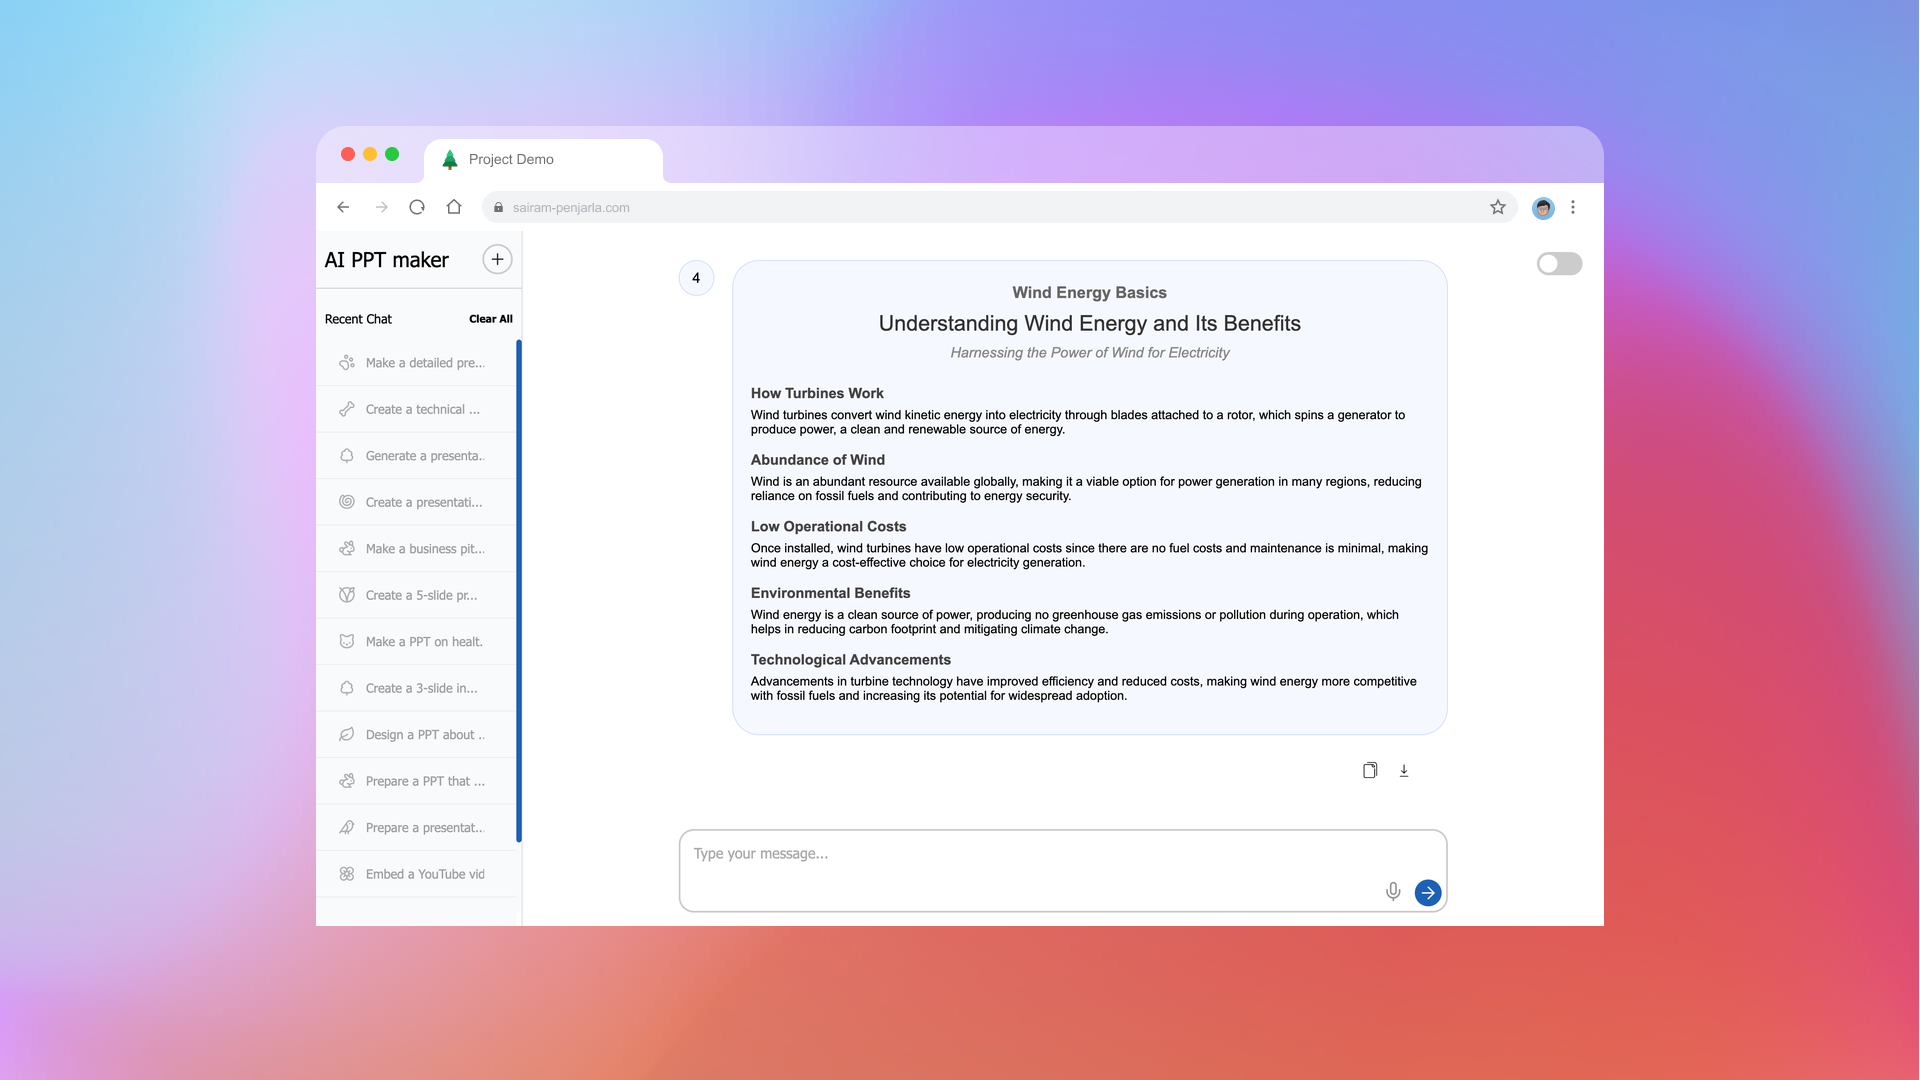 Project Demo
sairam-penjarla.com
AI PPT maker
Recent Chat
Clear All
Make a detailed pre...
Create a technical ...
Generate a presenta..
Create a presentati...
Make a business pit...
Create a 5-slide pr...
Make a PPT on healt.
Create a 3-slide in...
Design a PPT about ..
Prepare a PPT that ...
Prepare a presentat..
Embed a YouTube vid
4
Wind Energy Basics
Understanding Wind Energy and Its Benefits
Harnessing the Power of Wind for Electricity
How Turbines Work
Wind turbines convert wind kinetic energy into electricity through blades attached to a rotor, which spins a generator to
produce power, a clean and renewable source of energy.
Abundance of Wind
Wind is an abundant resource available globally, making it a viable option for power generation in many regions, reducing
reliance on fossil fuels and contributing to energy security.
Low Operational Costs
Once installed, wind turbines have low operational costs since there are no fuel costs and maintenance is minimal, making
wind energy a cost-effective choice for electricity generation.
Environmental Benefits
Wind energy is a clean source of power, producing no greenhouse gas emissions or pollution during operation, which
helps in reducing carbon footprint and mitigating climate change.
Technological Advancements
Advancements in turbine technology have improved efficiency and reduced costs, making wind energy more competitive
with fossil fuels and increasing its potential for widespread adoption.
Type your message...